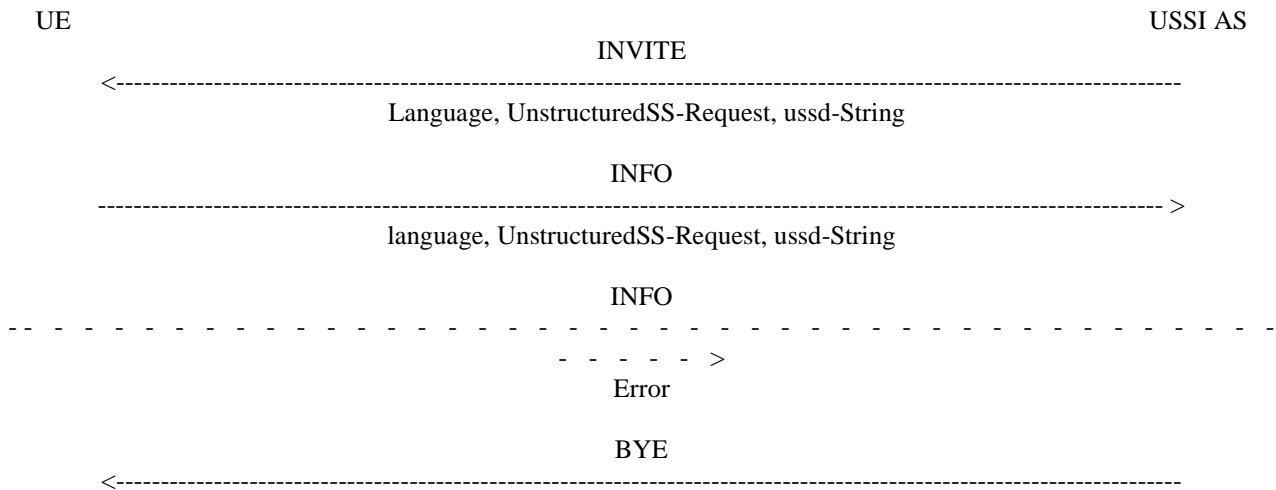 UE USSI AS
INVITE
<-----------------------------------------------------------------------------------------------------------------------
Language, UnstructuredSS-Request, ussd-String
INFO
----------------------------------------------------------------------------------------------------------------------- >
language, UnstructuredSS-Request, ussd-String
INFO
- - - - - - - - - - - - - - - - - - - - - - - - - - - - - - - - - - - - - - - - - - - -
- - - - - >
Error
BYE
<-----------------------------------------------------------------------------------------------------------------------